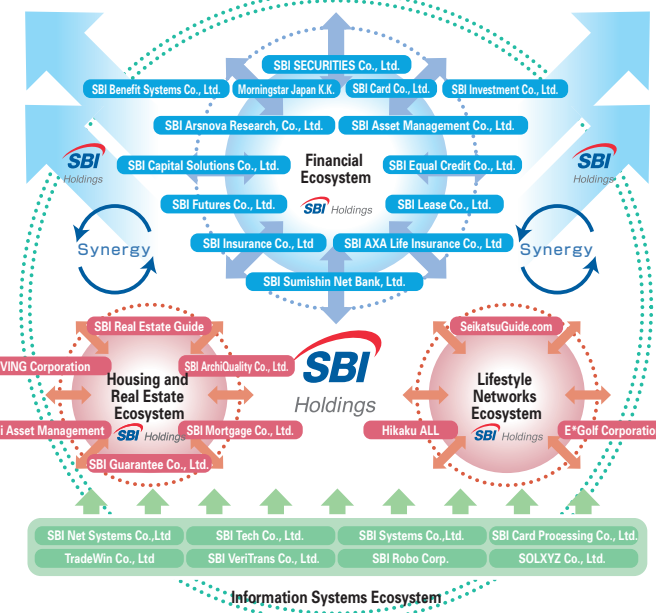 SBI SECURITIES Co., Ltd.
SBI Benefit Systems Co., Ltd.
Morningstar Japan K.K.
SBI Card Co., Ltd.
SBI Investment Co., Ltd.
SBI Arsnova Research, Co., Ltd.
SBI Asset Management Co., Ltd.
SBI
Holdings
SBI Capital Solutions Co., Ltd.
Financial
Ecosystem
SBI Holdings
SBI Equal Credit Co., Ltd.
SBI
Holdings
SBI Futures Co., Ltd.
SBI Lease Co., Ltd.
Synergy
SBI Insurance Co., Ltd
SBI AXA Life Insurance Co., Ltd
Synergy
SBI Sumishin Net Bank, Ltd.
SBI Real Estate Guide
VING Corporation
SBI ArchiQuality Co., Ltd.
Housing and
Real Estate
Ecosystem
SBI Holdings
i Asset Management
SBI Mortgage Co., Ltd.
SBI Guarantee Co., Ltd.
SBI
Holdings
SeikatsuGuide.com
Lifestyle
Networks
Ecosystem
SBI Holdings
Hikaku ALL
E*Golf Corporatio
SBI Net Systems Co.,Ltd
SBI Tech Co., Ltd.
SBI Systems Co.,Ltd.
SBI Card Processing Co., Ltd.
TradeWin Co., Ltd
SBI VeriTrans Co., Ltd.
SBI Robo Corp.
SOLXYZ Co., Ltd.
Information Systems Ecosystem